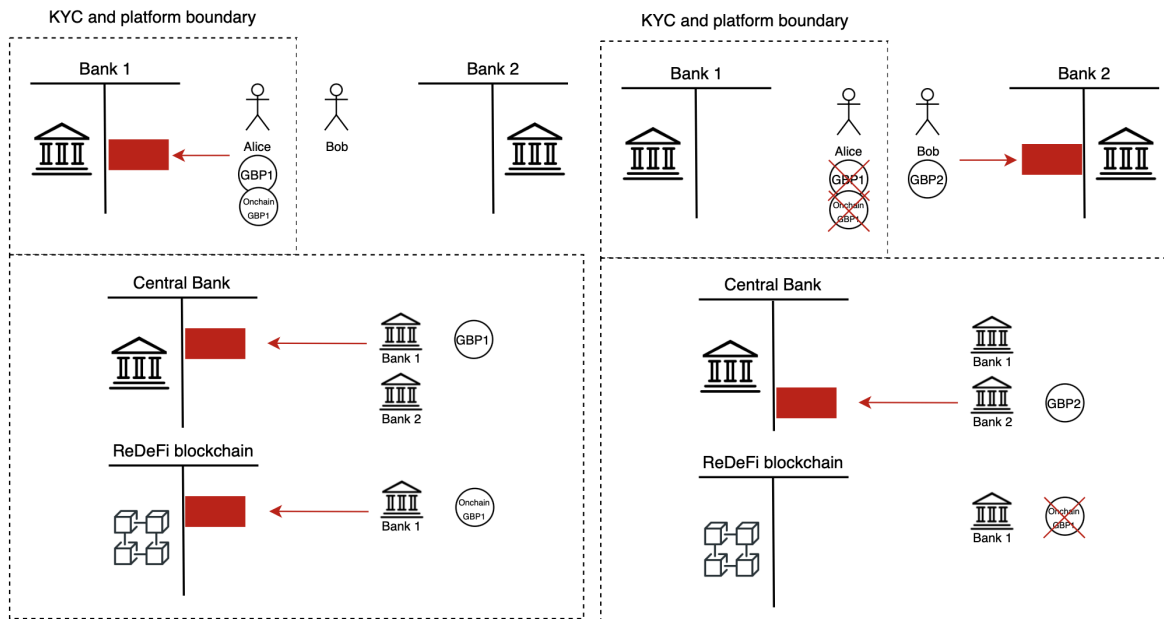 KYC and platform boundary
Bank 1
Bank 2
Alice
Bob
GBP1
Onchain
GBP1
Central Bank
Bank 1
GBP1
Bank 2
ReDeFi blockchain
Bank 1
Onchain
GBP1
KYC and platform boundary
Bank 1
Bank 2
Alice
Bob
GBP1
GBP2
Onchain
GBP1
Central Bank
Bank 1
Bank 2
GBP2
ReDeFi blockchain
Bank 1
Onchain
GBP1